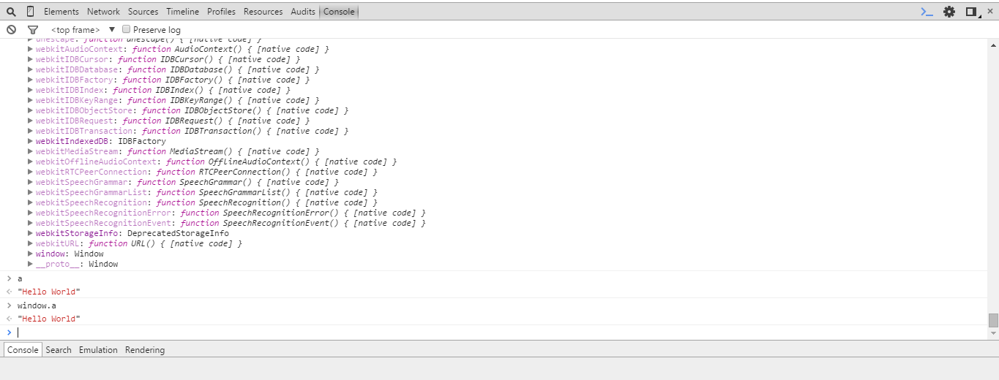 Elements Network Sources Timeline Profiles Resources Audits Console
<top frame> Preserve log
unescape: function unescape() { [native code] }
webkitAudioContext: function AudioContext() { [native code] }
webkitIDBCursor: function IDBCursor() { [native code] }
webkitIDBDatabase: function IDBDatabase() { [native code] }
webkitIDBFactory: function IDBFactory() { [native code] }
webkitIDBIndex: function IDBIndex() { [native code] }
webkitIDBKeyRange: function IDBKeyRange() { [native code] }
webkitIDBObjectStore: function IDBObjectStore() { [native code] }
webkitIDBRequest: function IDBRequest() { [native code] }
webkitIDBTransaction: function IDBTransaction() { [native code] }
webkitIndexedDB: IDBFactory
webkitMediaStream: function MediaStream() { [native code] }
webkitOfflineAudioContext: function OfflineAudioContext() { [native code] }
webkitRTCPeerConnection: function RTCPeerConnection() { [native code] }
webkitSpeechGrammar: function SpeechGrammar() { [native code] }
webkitSpeechGrammarList: function SpeechGrammarList() { [native code] }
webkitSpeechRecognition: function SpeechRecognition() { [native code] }
webkitSpeechRecognitionError: function SpeechRecognitionError() { [native code] }
webkitSpeechRecognitionEvent: function SpeechRecognitionEvent() { [native code] }
webkitStorageInfo: DeprecatedStorageInfo
webkitURL: function URL() { [native code] }
window: Window
__proto__: Window
a
"Hello World"
window.a
"Hello World"
Console Search Emulation Rendering